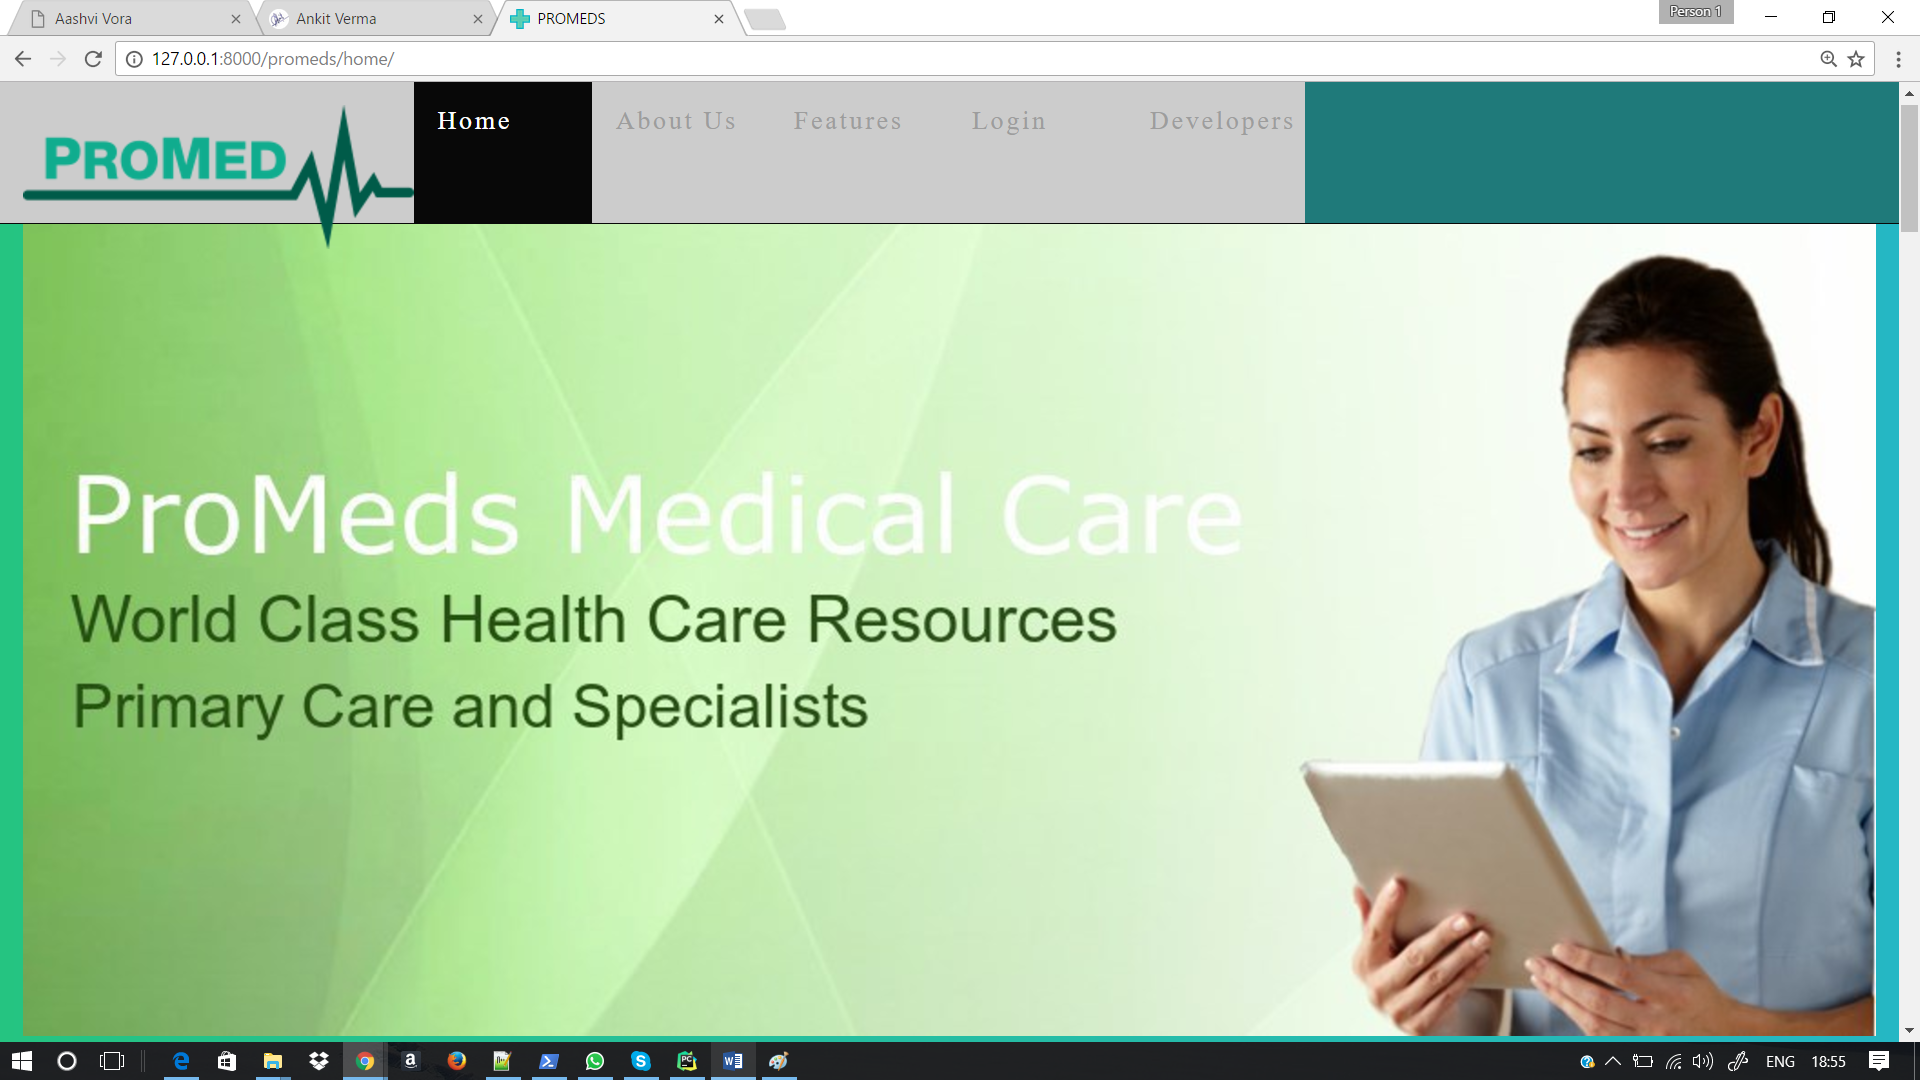 Aashvi Vora
Ankit Verma
PROMEDS
Person 1
127.0.0.1:8000/promeds/home/
PROMED
Home
About Us
Features
Login
Developers
ProMeds Medical Care
World Class Health Care Resources
Primary Care and Specialists
ENG
18:55